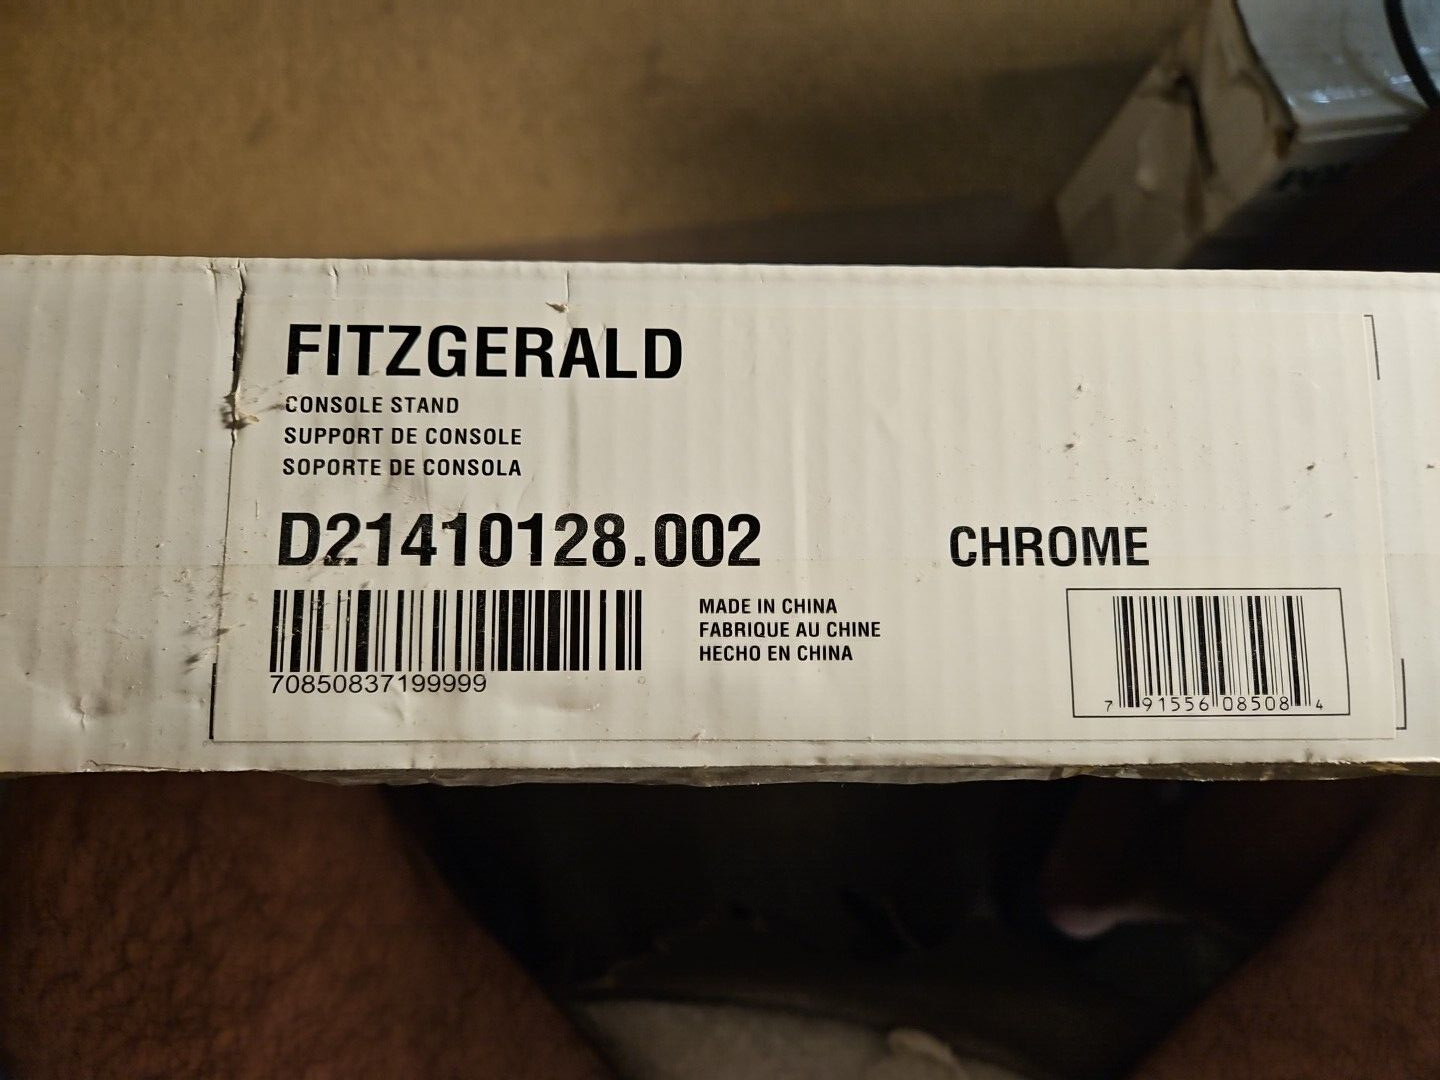 FITZGERALD
CONSOLE STAND
SUPPORT DE CONSOLE
SOPORTE DE CONSOLA
D21410128.002
CHROME
70850837199999
MADE IN CHINA
FABRIQUE AU CHINE
HECHO EN CHINA
7 91556 08508 4